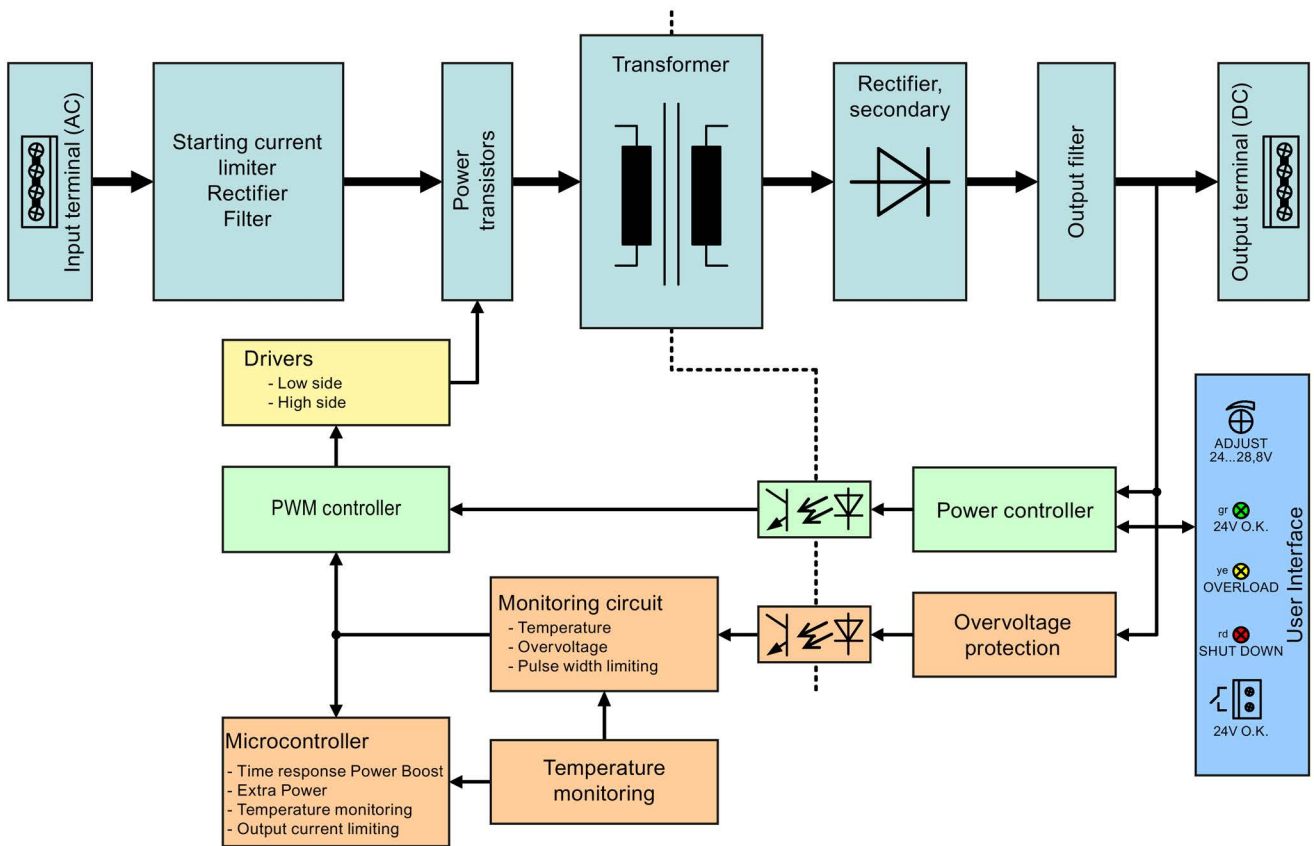 Input terminal (AC)
Starting current
limiter
Rectifier
Filter
Power
transistors
Transformer
Rectifier,
secondary
Output filter
Output terminal (DC)
Drivers
- Low side
- High side
PWM controller
Power controller
Monitoring circuit
- Temperature
- Overvoltage
- Pulse width limiting
Overvoltage
protection
Microcontroller
- Time response Power Boost
- Extra Power
- Temperature monitoring
- Output current limiting
Temperature
monitoring
ADJUST
24...28,8V
gr
24V O.K.
ye
OVERLOAD
rd
SHUT DOWN
24V O.K.
User Interface